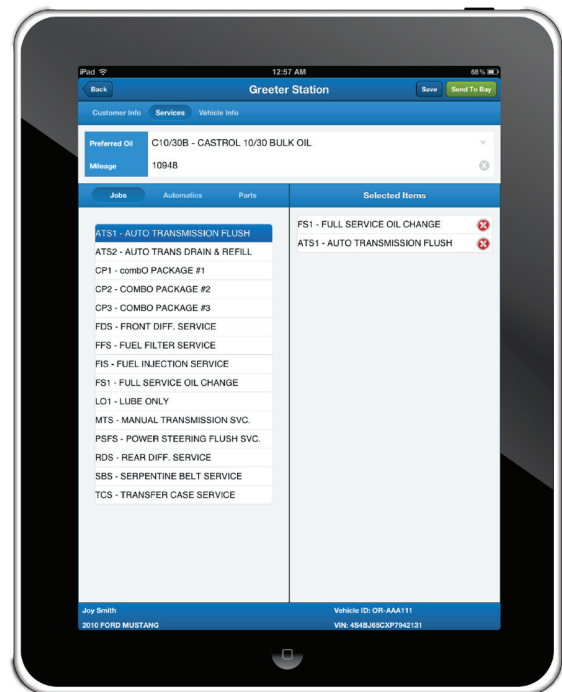 iPad 12:57 AM 68%
Back Greeter Station Save Send To Bay
Customer Info Services Vehicle Info
Preferred Oil C10/30B - CASTROL 10/30 BULK OIL
Mileage 10948
Jobs Automatics Parts Selected Items
ATS1 - AUTO TRANSMISSION FLUSH
ATS2 - AUTO TRANS DRAIN & REFILL
CP1 - combO PACKAGE #1
CP2 - COMBO PACKAGE #2
CP3 - COMBO PACKAGE #3
FDS - FRONT DIFF. SERVICE
FFS - FUEL FILTER SERVICE
FIS - FUEL INJECTION SERVICE
FS1 - FULL SERVICE OIL CHANGE
LO1 - LUBE ONLY
MTS - MANUAL TRANSMISSION SVC.
PSFS - POWER STEERING FLUSH SVC.
RDS - REAR DIFF. SERVICE
SBS - SERPENTINE BELT SERVICE
TCS - TRANSFER CASE SERVICE
FS1 - FULL SERVICE OIL CHANGE
ATS1 - AUTO TRANSMISSION FLUSH
Joy Smith Vehicle ID: OR-AAA111
2010 FORD MUSTANG VIN: 4S4BJ65CXP7942131